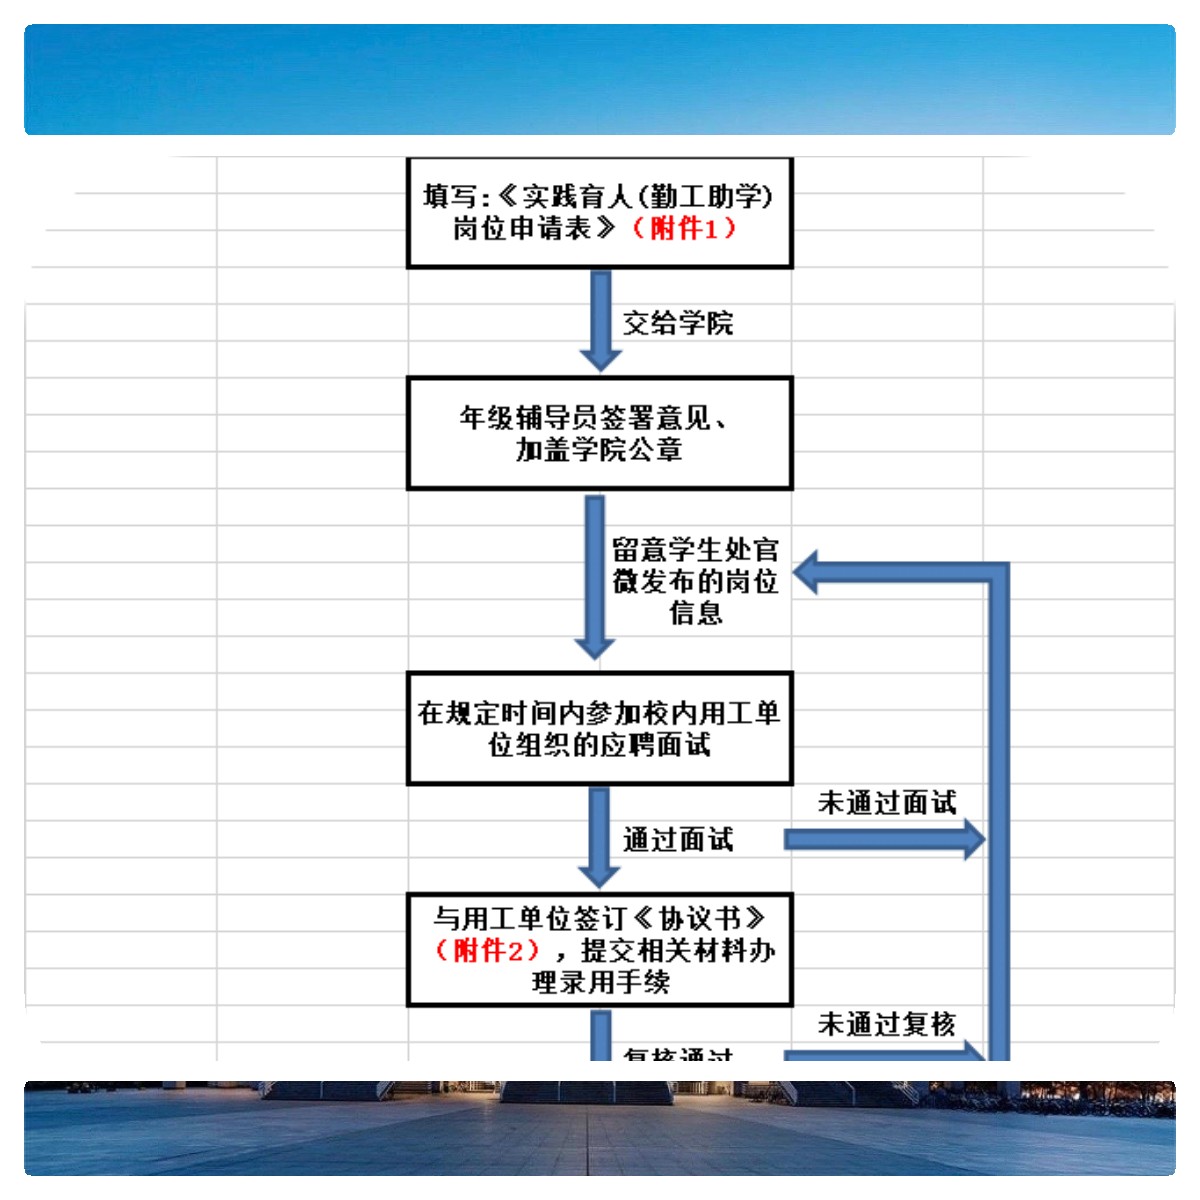 填写:《实践育人(勤工助学)
岗位申请表》（附件1）
交给学院
年级辅导员签署意见、
加盖学院公章
留意学生处官
微发布的岗位
信息
在规定时间内参加校内用工单
位组织的应聘面试
未通过面试
通过面试
与用工单位签订《协议书》
（附件2），提交相关材料办
理录用手续
未通过复核
复核通过